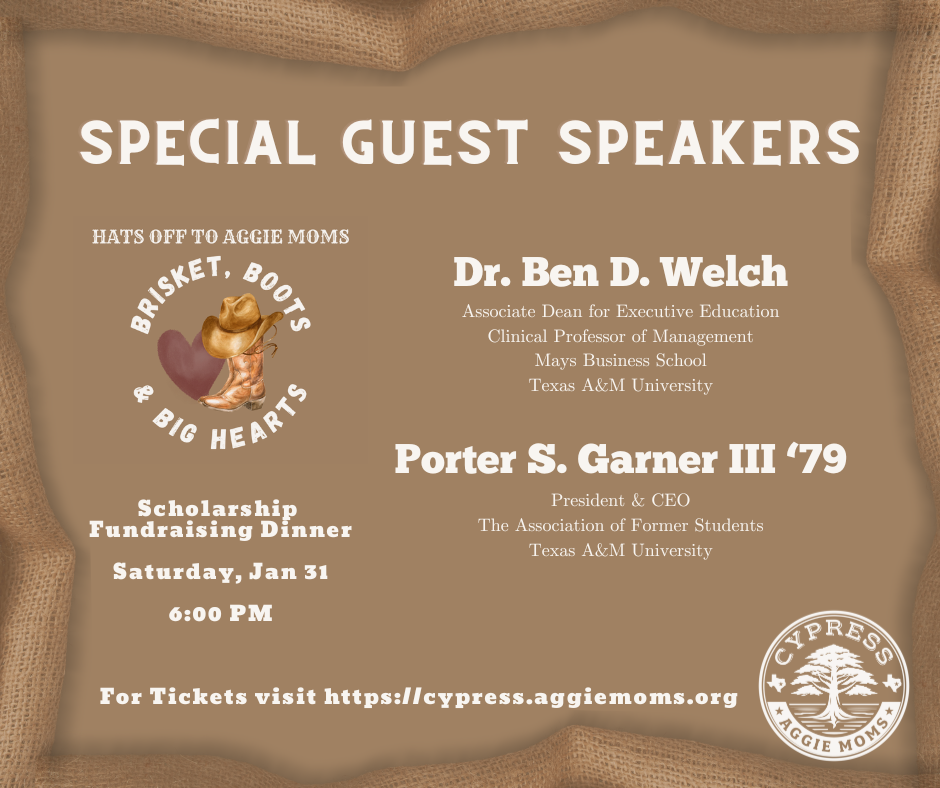 SPECIAL GUEST SPEAKERS
HATS OFF TO AGGIE MOMS
BRISKET, BOOTS
& BIG HEARTS
Scholarship
Fundraising Dinner
Saturday, Jan 31
6:00 PM
Dr. Ben D. Welch
Associate Dean for Executive Education
Clinical Professor of Management
Mays Business School
Texas A&M University
Porter S. Garner III ‘79
President & CEO
The Association of Former Students
Texas A&M University
For Tickets visit https://cypress.aggiemoms.org
CYPRESS
AGGIE MOMS